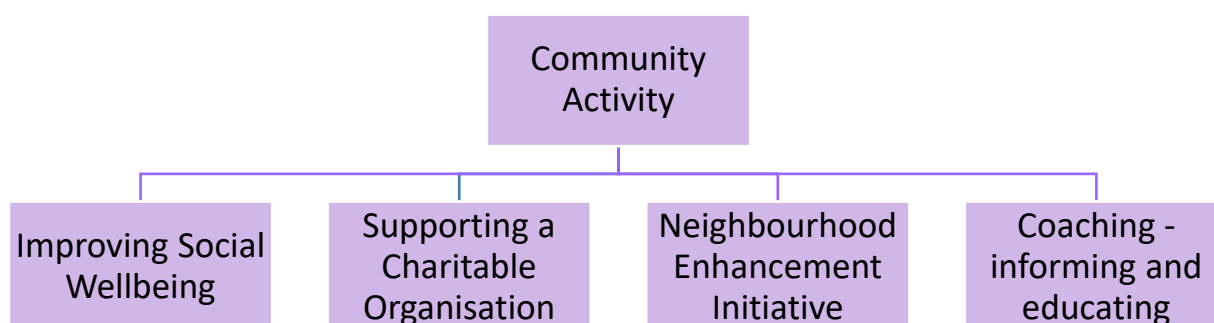 Community
Activity
Improving Social
Wellbeing
Supporting a
Charitable
Organisation
Neighbourhood
Enhancement
Initiative
Coaching -
informing and
educating